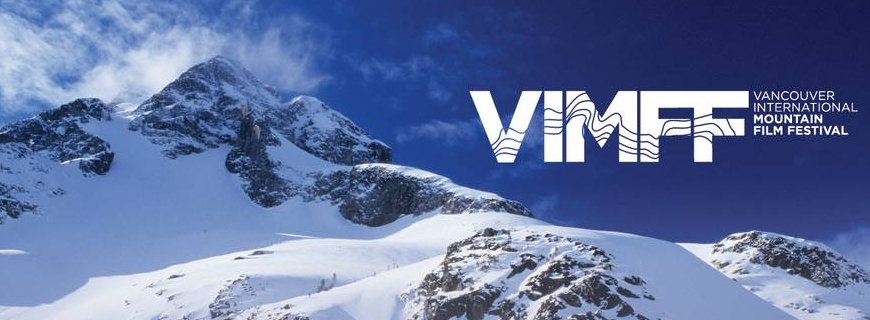 VIMFF
VANCOUVER
INTERNATIONAL
MOUNTAIN
FILM FESTIVAL